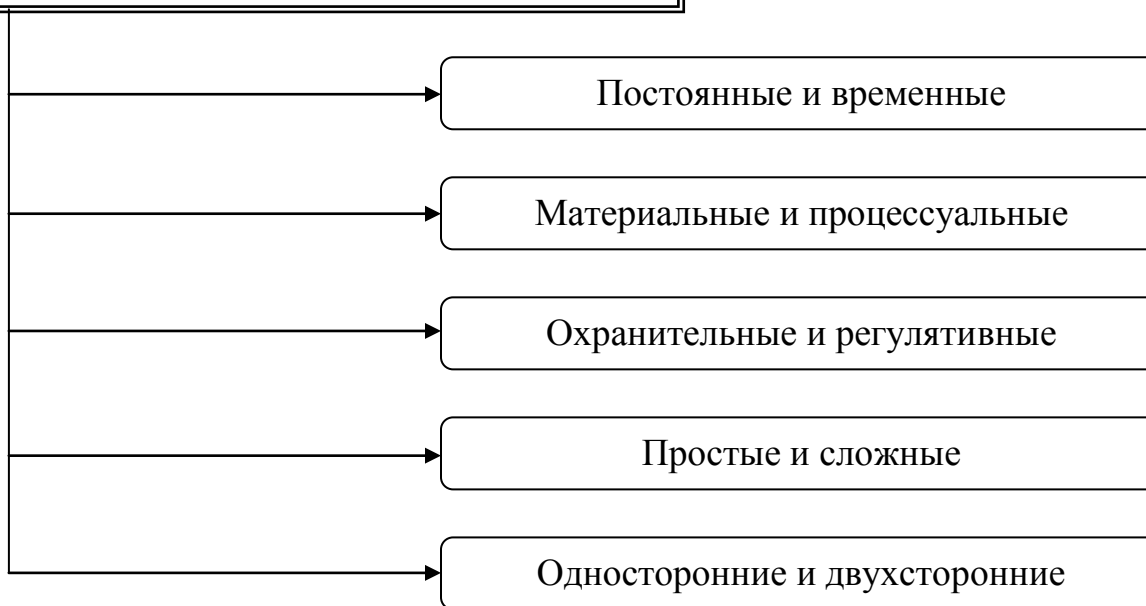 Постоянные и временные
Материальные и процессуальные
Охранительные и регулятивные
Простые и сложные
Односторонние и двухсторонние